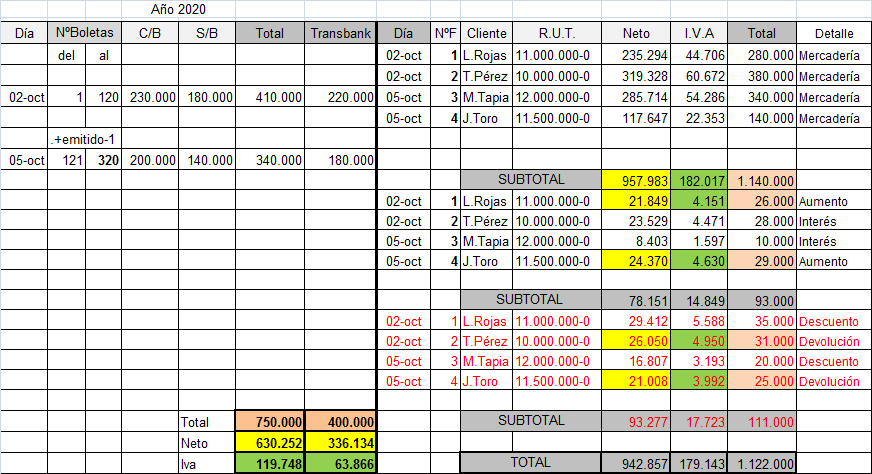 Año 2020
Día NºBoletas C/B S/B Total Transbank Día NºF Cliente R.U.T. Neto I.V.A Total Detalle
del al 02-oct 1 L.Rojas 11.000.000-0 235.294 44.706 280.000 Mercadería
02-oct 2 T.Pérez 10.000.000-0 319.328 60.672 380.000 Mercadería
02-oct 1 120 230.000 180.000 410.000 220.000 05-oct 3 M.Tapia 12.000.000-0 285.714 54.286 340.000 Mercadería
05-oct 4 J.Toro 11.500.000-0 117.647 22.353 140.000 Mercadería
.+emitido-1
05-oct 121 320 200.000 140.000 340.000 180.000
SUBTOTAL 957.983 182.017 1.140.000
02-oct 1 L.Rojas 11.000.000-0 21.849 4.151 26.000 Aumento
02-oct 2 T.Pérez 10.000.000-0 23.529 4.471 28.000 Interés
05-oct 3 M.Tapia 12.000.000-0 8.403 1.597 10.000 Interés
05-oct 4 J.Toro 11.500.000-0 24.370 4.630 29.000 Aumento
SUBTOTAL 78.151 14.849 93.000
02-oct 1 L.Rojas 11.000.000-0 29.412 5.588 35.000 Descuento
02-oct 2 T.Pérez 10.000.000-0 26.050 4.950 31.000 Devolución
05-oct 3 M.Tapia 12.000.000-0 16.807 3.193 20.000 Descuento
05-oct 4 J.Toro 11.500.000-0 21.008 3.992 25.000 Devolución
Total 750.000 400.000 SUBTOTAL 93.277 17.723 111.000
Neto 630.252 336.134
Iva 119.748 63.866 TOTAL 942.857 179.143 1.122.000